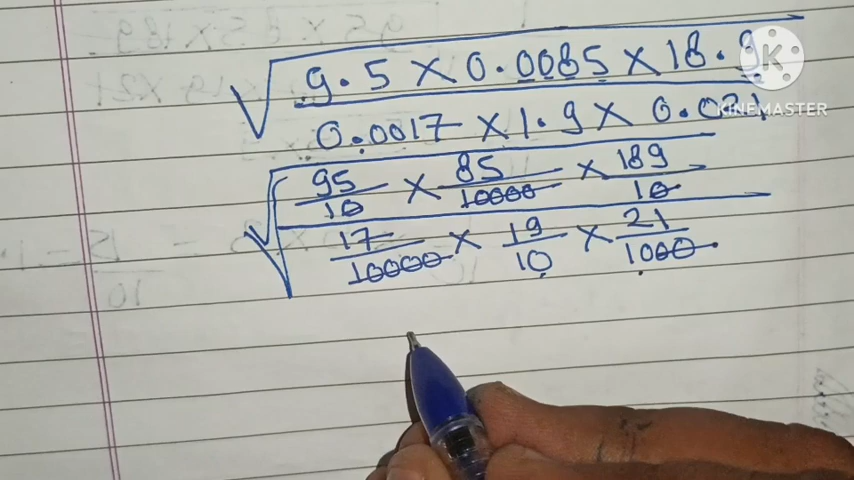 √ 9.5 × 0.0085 × 18.9
KINEMASTER
0.0017 × 1.9 × 0.021
√ 95/10 × 85/10000 × 189/10
17/10000 × 19/10 × 21/1000